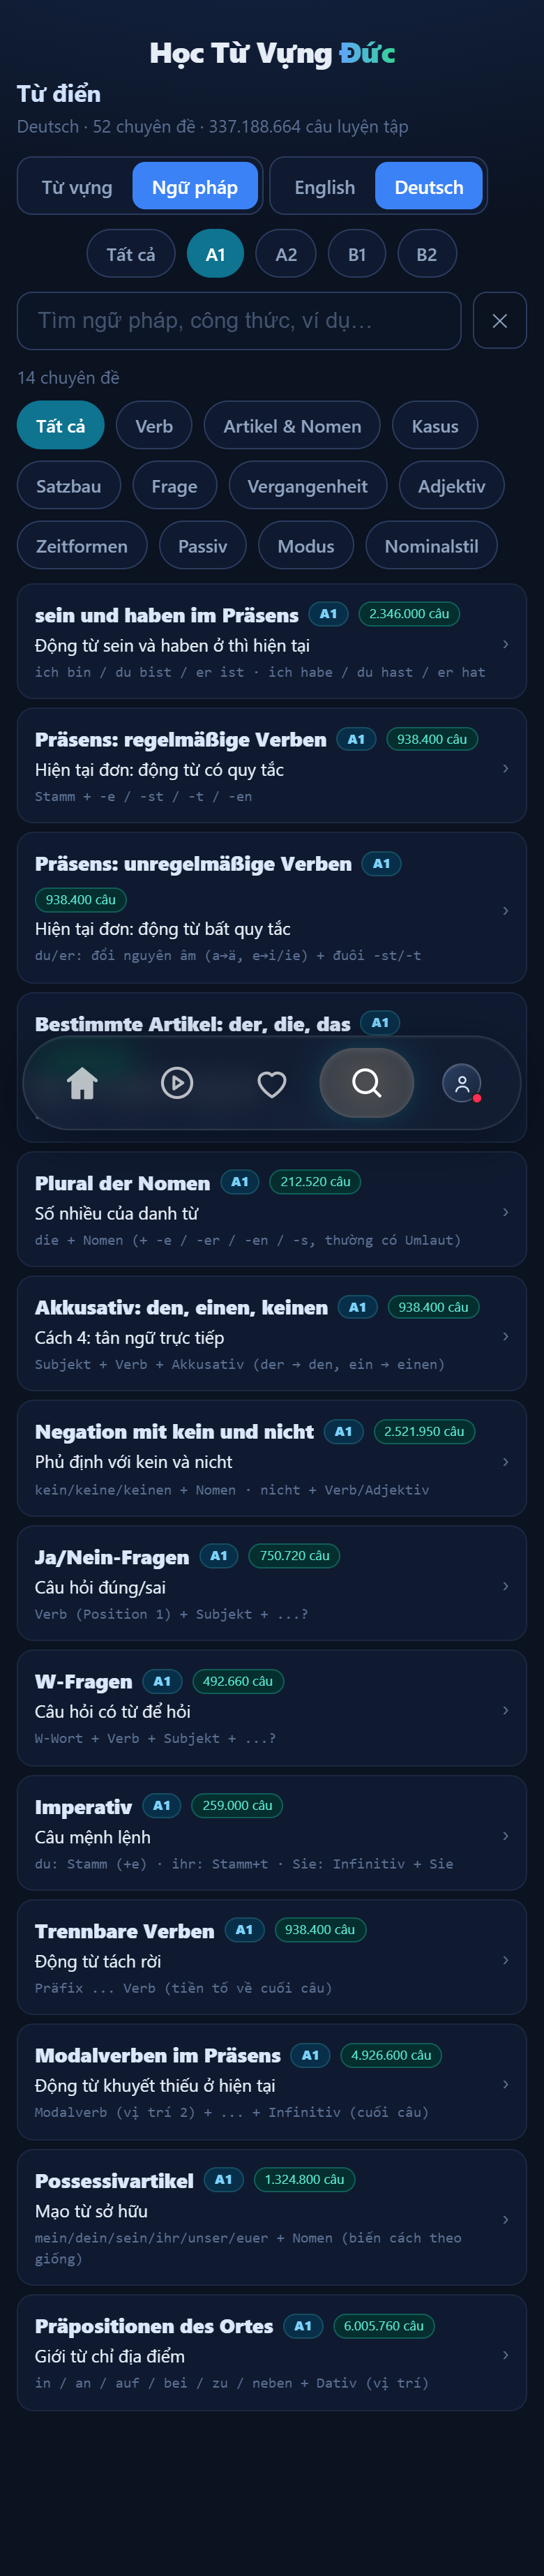 Học Từ Vựng Đức
Từ điển
Deutsch · 52 chuyên đề · 337.188.664 câu luyện tập
Từ vựng Ngữ pháp English Deutsch
Tất cả A1 A2 B1 B2
Tìm ngữ pháp, công thức, ví dụ...
14 chuyên đề
Tất cả Verb Artikel & Nomen Kasus
Satzbau Frage Vergangenheit Adjektiv
Zeitformen Passiv Modus Nominalstil
sein und haben im Präsens A1 2.346.000 câu
Động từ sein và haben ở thì hiện tại
ich bin / du bist / er ist · ich habe / du hast / er hat
Präsens: regelmäßige Verben A1 938.400 câu
Hiện tại đơn: động từ có quy tắc
Stamm + -e / -st / -t / -en
Präsens: unregelmäßige Verben A1
938.400 câu
Hiện tại đơn: động từ bất quy tắc
du/er: đổi nguyên âm (a→ä, e→i/ie) + đuôi -st/-t
Bestimmte Artikel: der, die, das A1
Plural der Nomen A1 212.520 câu
Số nhiều của danh từ
die + Nomen (+ -e / -er / -en / -s, thường có Umlaut)
Akkusativ: den, einen, keinen A1 938.400 câu
Cách 4: tân ngữ trực tiếp
Subjekt + Verb + Akkusativ (der → den, ein → einen)
Negation mit kein und nicht A1 2.521.950 câu
Phủ định với kein và nicht
kein/keine/keinen + Nomen · nicht + Verb/Adjektiv
Ja/Nein-Fragen A1 750.720 câu
Câu hỏi đúng/sai
Verb (Position 1) + Subjekt + ...?
W-Fragen A1 492.660 câu
Câu hỏi có từ để hỏi
W-Wort + Verb + Subjekt + ...?
Imperativ A1 259.000 câu
Câu mệnh lệnh
du: Stamm (+e) · ihr: Stamm+t · Sie: Infinitiv + Sie
Trennbare Verben A1 938.400 câu
Động từ tách rời
Präfix ... Verb (tiền tố về cuối câu)
Modalverben im Präsens A1 4.926.600 câu
Động từ khuyết thiếu ở hiện tại
Modalverb (vị trí 2) + ... + Infinitiv (cuối câu)
Possessivartikel A1 1.324.800 câu
Mạo từ sở hữu
mein/dein/sein/ihr/unser/euer + Nomen (biến cách theo
giống)
Präpositionen des Ortes A1 6.005.760 câu
Giới từ chỉ địa điểm
in / an / auf / bei / zu / neben + Dativ (vị trí)